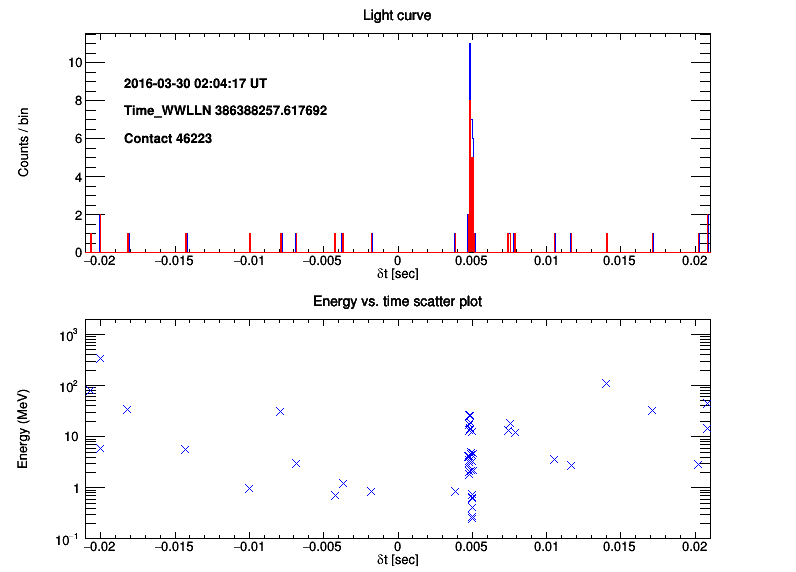 Light curve
Counts / bin
10
8
6
4
2
0
2016-03-30 02:04:17 UT
Time_WWLLN 386388257.617692
Contact 46223
−0.02 −0.015 −0.01 −0.005 0 0.005 0.01 0.015 0.02
δt [sec]
Energy vs. time scatter plot
Energy (MeV)
10³
10²
10
1
10⁻¹
−0.02 −0.015 −0.01 −0.005 0 0.005 0.01 0.015 0.02
δt [sec]